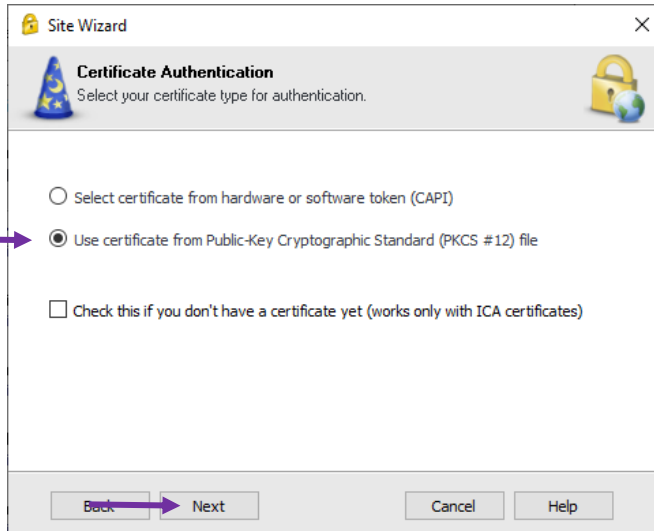 Site Wizard
Certificate Authentication
Select your certificate type for authentication.
Select certificate from hardware or software token (CAPI)
Use certificate from Public-Key Cryptographic Standard (PKCS #12) file
Check this if you don't have a certificate yet (works only with ICA certificates)
Back Next Cancel Help